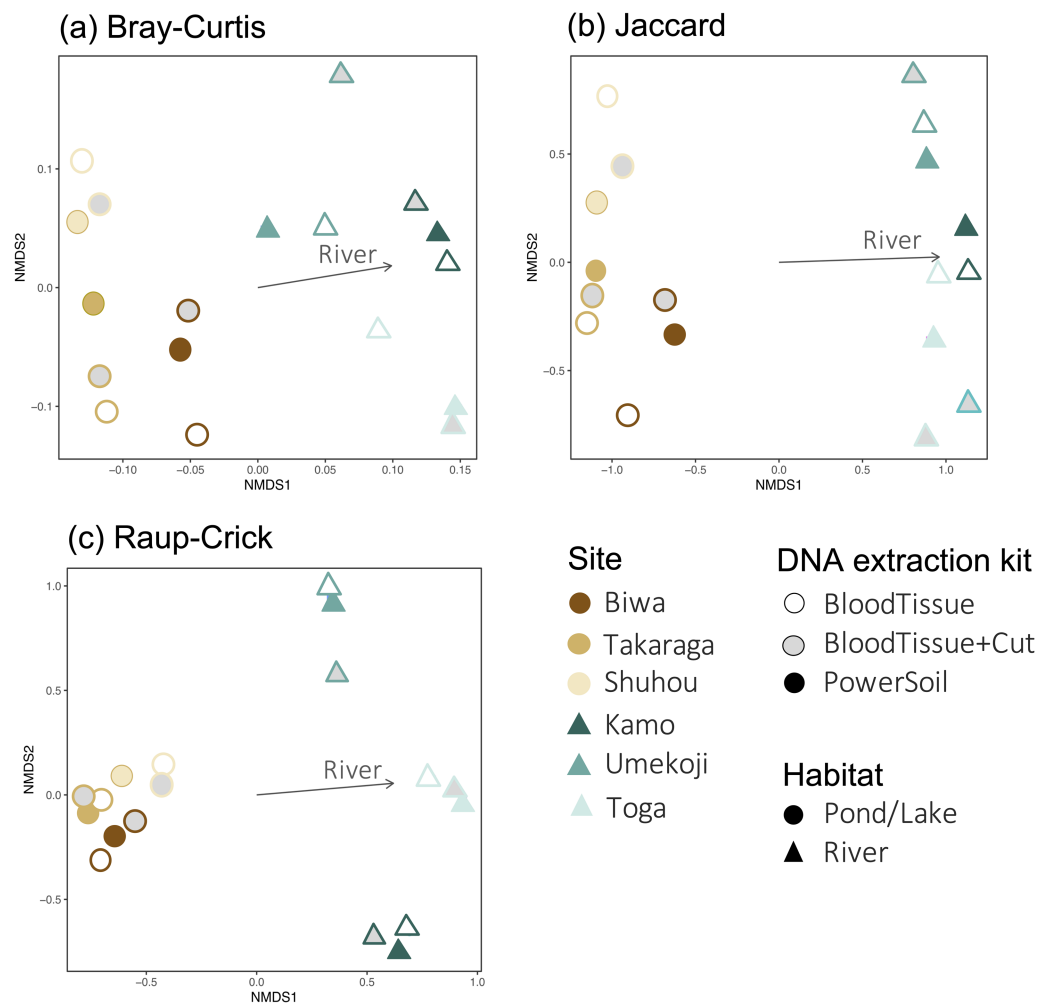 (a) Bray-Curtis
NMDS2
0.1
0.0
−0.1
River
−0.10
−0.05
0.00
0.05
0.10
0.15
NMDS1
(b) Jaccard
NMDS2
0.5
0.0
−0.5
River
−1.0
−0.5
0.0
0.5
1.0
NMDS1
(c) Raup-Crick
NMDS2
1.0
0.5
0.0
−0.5
River
−0.5
0.0
0.5
1.0
NMDS1
Site
Biwa
Takaraga
Shuhou
Kamo
Umekoji
Toga
DNA extraction kit
BloodTissue
BloodTissue+Cut
PowerSoil
Habitat
Pond/Lake
River